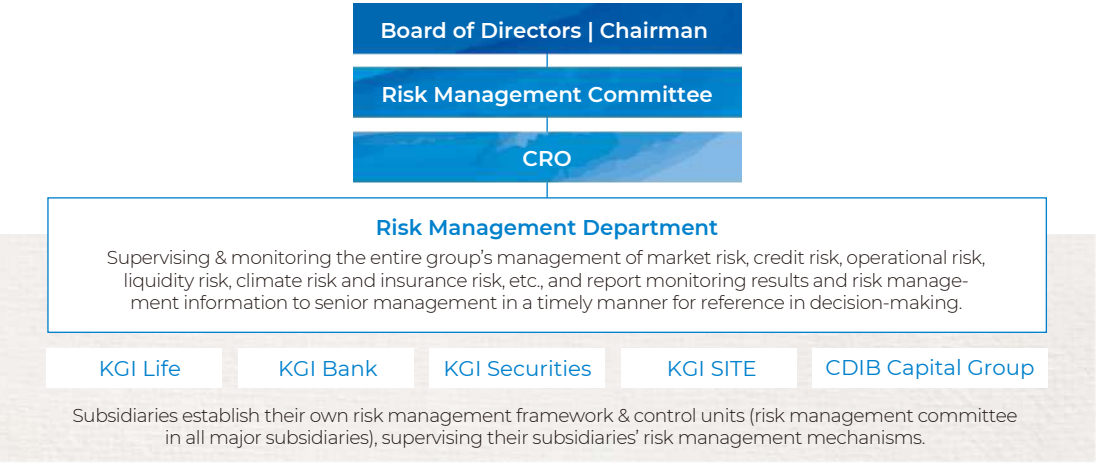 Board of Directors | Chairman
Risk Management Committee
CRO
Risk Management Department
Supervising & monitoring the entire group's management of market risk, credit risk, operational risk,
liquidity risk, climate risk and insurance risk, etc., and report monitoring results and risk manage-
ment information to senior management in a timely manner for reference in decision-making.
KGI Life
KGI Bank
KGI Securities
KGI SITE
CDIB Capital Group
Subsidiaries establish their own risk management framework & control units (risk management committee
in all major subsidiaries), supervising their subsidiaries' risk management mechanisms.